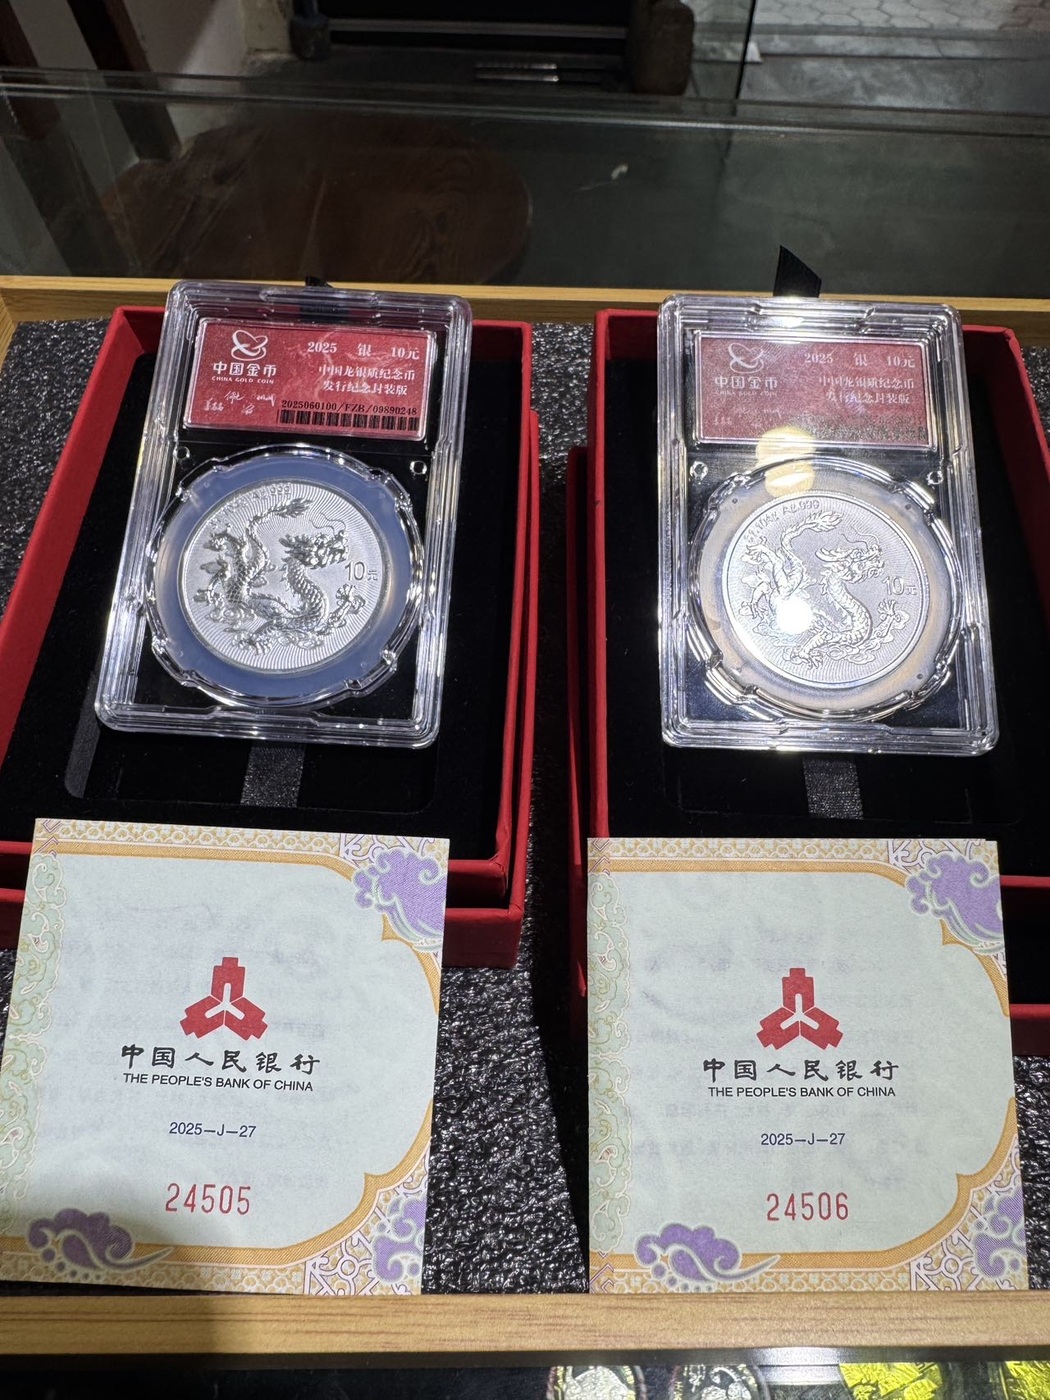 2025 银 10元
中国金币
CHINA GOLD COIN
中国龙银质纪念币
发行纪念封装版
2025060100/FZB/09890248
10元
2025 银 10元
中国金币
CHINA GOLD COIN
中国龙银质纪念币
发行纪念封装版
10元
中国人民银行
THE PEOPLE'S BANK OF CHINA
2025—J—27
24505
中国人民银行
THE PEOPLE'S BANK OF CHINA
2025—J—27
24506